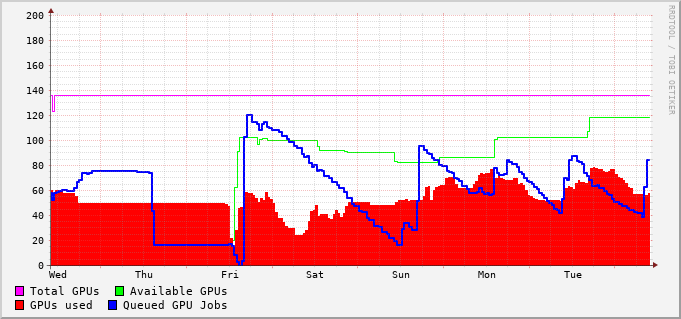 200
180
160
140
120
100
80
60
40
20
0
Wed Thu Fri Sat Sun Mon Tue
Total GPUs Available GPUs
GPUs used Queued GPU Jobs
RRDTOOL / TOBI OETIKER